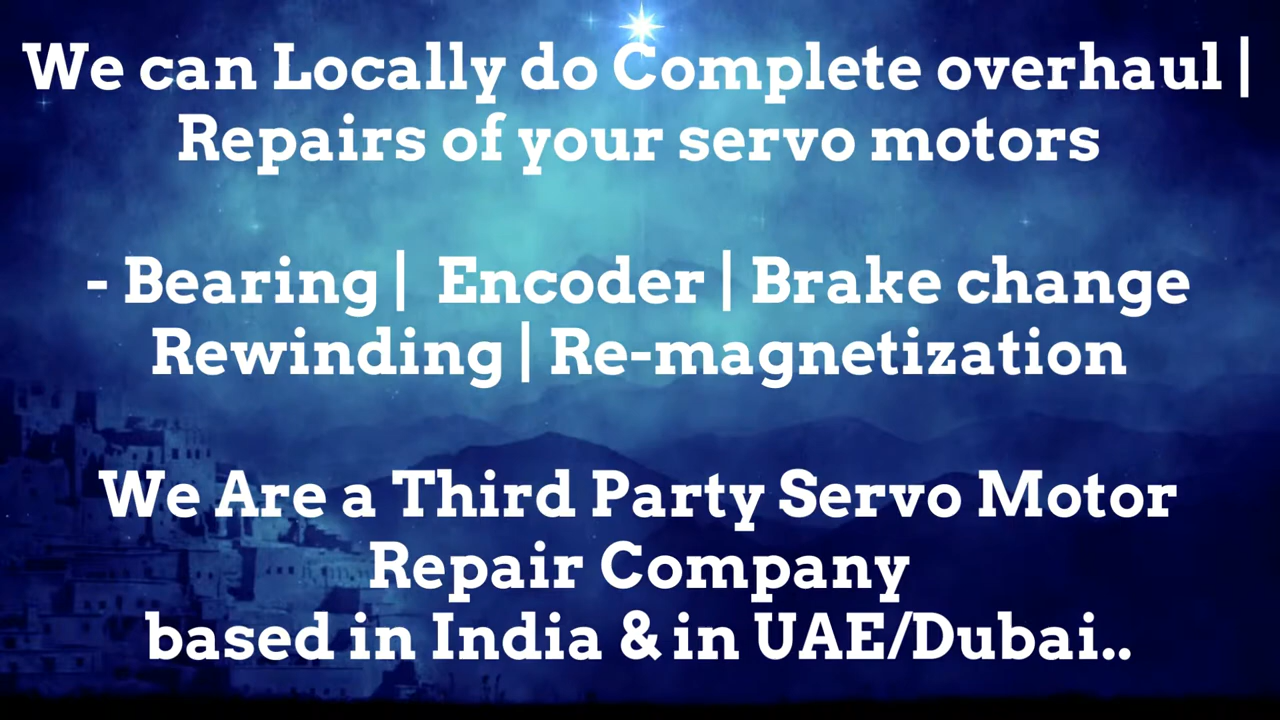 We can Locally do Complete overhaul |
Repairs of your servo motors
- Bearing | Encoder | Brake change
Rewinding | Re-magnetization
We Are a Third Party Servo Motor
Repair Company
based in India & in UAE/Dubai..